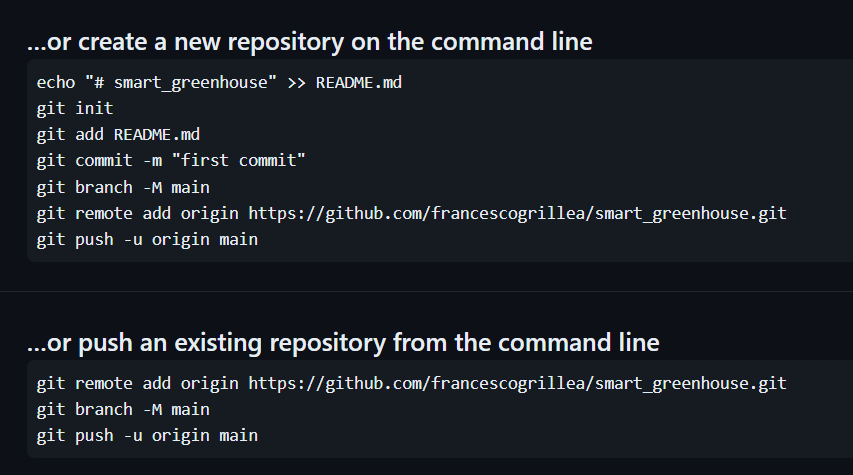 ...or create a new repository on the command line
echo "# smart_greenhouse" >> README.md
git init
git add README.md
git commit -m "first commit"
git branch -M main
git remote add origin https://github.com/francescogrillea/smart_greenhouse.git
git push -u origin main
...or push an existing repository from the command line
git remote add origin https://github.com/francescogrillea/smart_greenhouse.git
git branch -M main
git push -u origin main